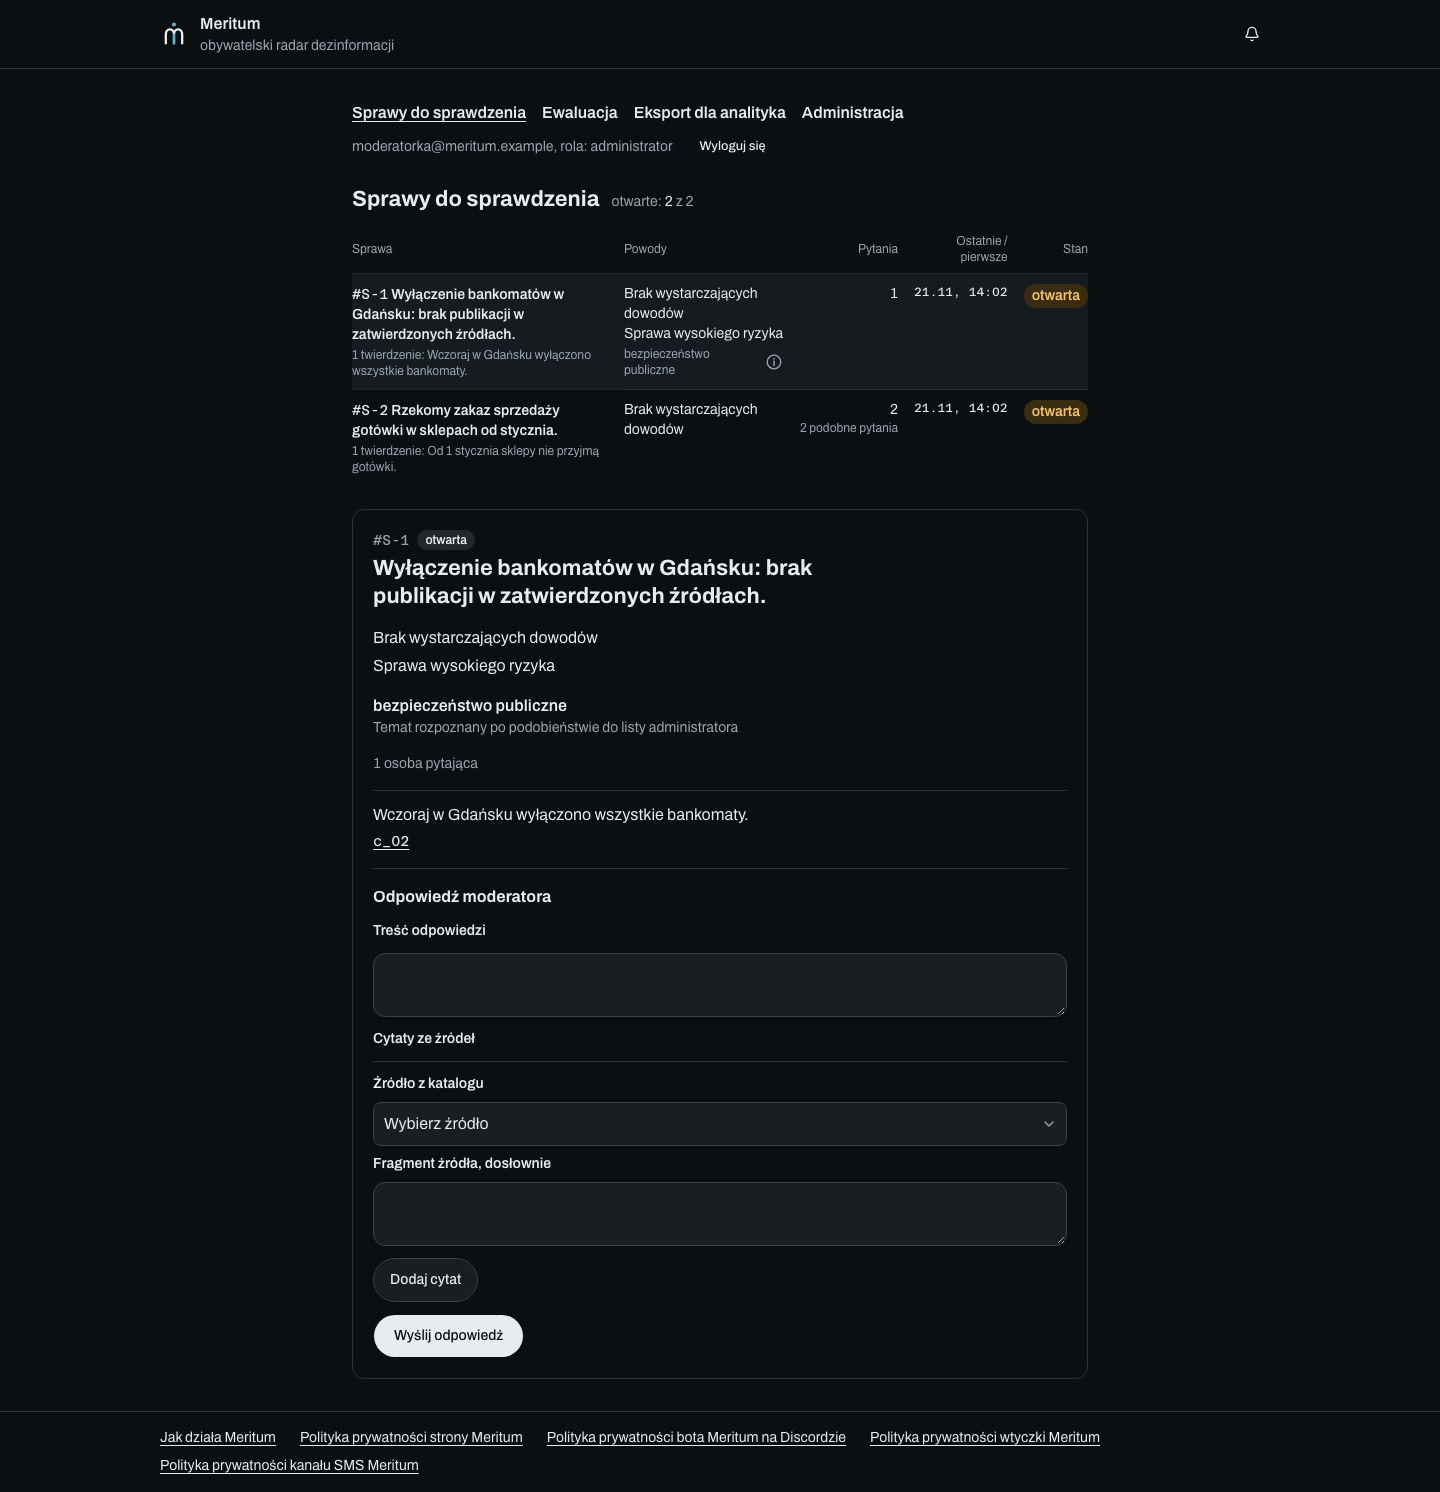 Meritum
obywatelski radar dezinformacji
Sprawy do sprawdzenia Ewaluacja Eksport dla analityka Administracja
moderatorka@meritum.example, rola: administrator Wyloguj się
Sprawy do sprawdzenia otwarte: 2 z 2
Sprawa Powody Pytania Ostatnie / pierwsze Stan
#S-1 Wyłączenie bankomatów w
Gdańsku: brak publikacji w
zatwierdzonych źródłach.
1 twierdzenie: Wczoraj w Gdańsku wyłączono
wszystkie bankomaty.
Brak wystarczających
dowodów
Sprawa wysokiego ryzyka
bezpieczeństwo
publiczne
1 21.11, 14:02 otwarta
#S-2 Rzekomy zakaz sprzedaży
gotówki w sklepach od stycznia.
1 twierdzenie: Od 1 stycznia sklepy nie przyjmą
gotówki.
Brak wystarczających
dowodów
2 21.11, 14:02 otwarta
2 podobne pytania
#S-1 otwarta
Wyłączenie bankomatów w Gdańsku: brak
publikacji w zatwierdzonych źródłach.
Brak wystarczających dowodów
Sprawa wysokiego ryzyka
bezpieczeństwo publiczne
Temat rozpoznany po podobieństwie do listy administratora
1 osoba pytająca
Wczoraj w Gdańsku wyłączono wszystkie bankomaty.
c_02
Odpowiedź moderatora
Treść odpowiedzi
Cytaty ze źródeł
Źródło z katalogu
Wybierz źródło
Fragment źródła, dosłownie
Dodaj cytat
Wyślij odpowiedź
Jak działa Meritum Polityka prywatności strony Meritum Polityka prywatności bota Meritum na Discordzie Polityka prywatności wtyczki Meritum
Polityka prywatności kanału SMS Meritum